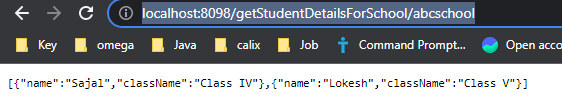 localhost:8098/getStudentDetailsForSchool/abcschool
Key omega Java calix Job Command Prompt... Open acco
[{"name":"Sajal","className":"Class IV"},{"name":"Lokesh","className":"Class V"}]